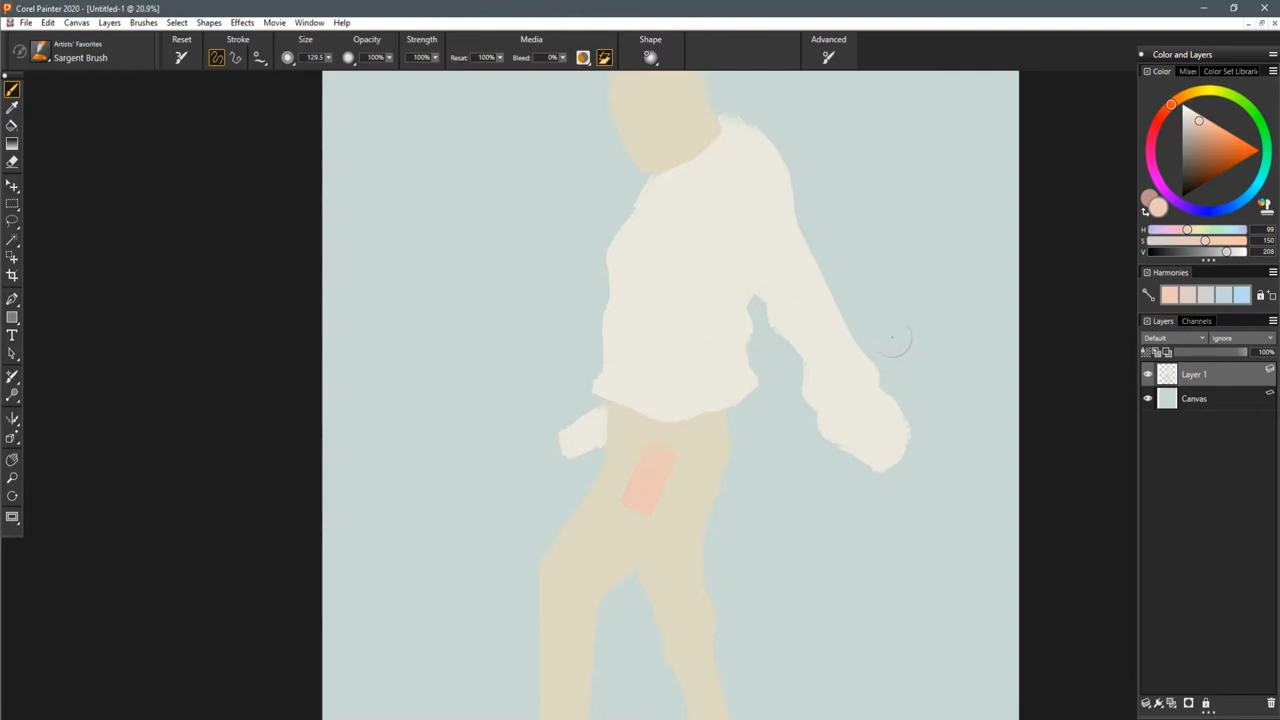 Corel Painter 2020 - [Untitled-1 @ 20.9%]
File Edit Canvas Layers Brushes Select Shapes Effects Movie Window Help
Artists' Favorites
Sargent Brush
Reset Stroke Size Opacity Strength Media Shape Advanced
129.5 100% 100% Reset: 100% Bleed: 0%
Color and Layers
Color Mixer Color Set Librari
H 99
S 150
V 208
Harmonies
Layers Channels
Default Ignore
100%
Layer 1
Canvas